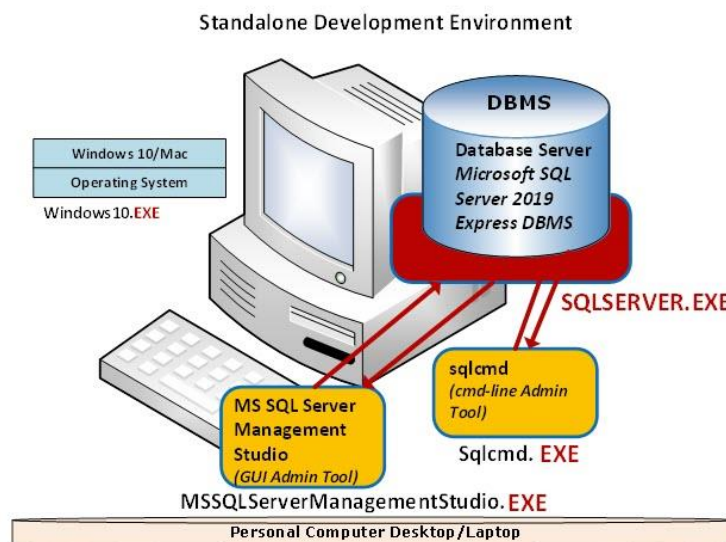 Standalone Development Environment
DBMS
Database Server
Microsoft SQL
Server 2019
Express DBMS
Windows 10/Mac
Operating System
Windows10.EXE
SQLSERVER.EXE
sqlcmd
(cmd-line Admin
Tool)
Sqlcmd. EXE
MS SQL Server
Management
Studio
(GUI Admin Tool)
MSSQLServerManagementStudio.EXE
Personal Computer Desktop/Laptop